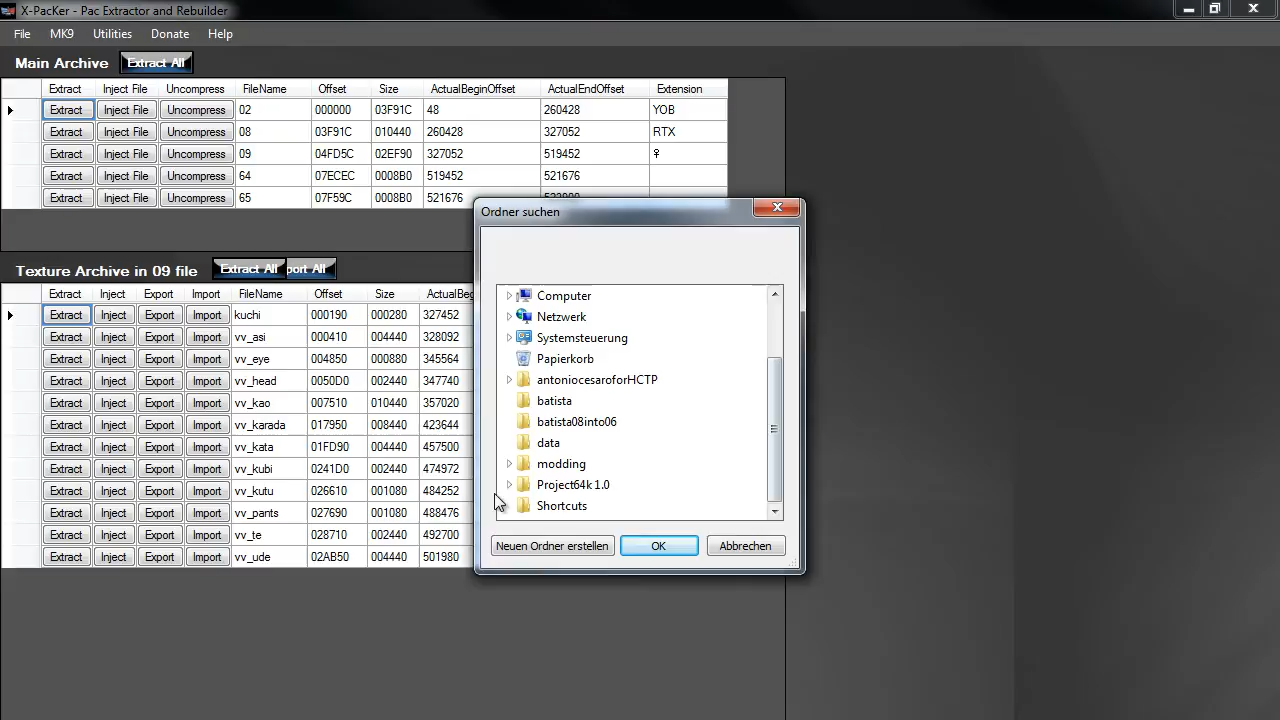 X-PacKer - Pac Extractor and Rebuilder
File MK9 Utilities Donate Help
Main Archive Extract All
Extract Inject File Uncompress FileName Offset Size ActualBeginOffset ActualEndOffset Extension
Extract Inject File Uncompress 02 000000 03F91C 48 260428 YOB
Extract Inject File Uncompress 08 03F91C 010440 260428 327052 RTX
Extract Inject File Uncompress 09 04FD5C 02EF90 327052 519452 ♀
Extract Inject File Uncompress 64 07ECEC 0008B0 519452 521676
Extract Inject File Uncompress 65 07F59C 0008B0 521676
Texture Archive in 09 file Extract All port All
Extract Inject Export Import FileName Offset Size ActualBeg
Extract Inject Export Import kuchi 000190 000280 327452
Extract Inject Export Import vv_asi 000410 004440 328092
Extract Inject Export Import vv_eye 004850 000880 345564
Extract Inject Export Import vv_head 0050D0 002440 347740
Extract Inject Export Import vv_kao 007510 010440 357020
Extract Inject Export Import vv_karada 017950 008440 423644
Extract Inject Export Import vv_kata 01FD90 004440 457500
Extract Inject Export Import vv_kubi 0241D0 002440 474972
Extract Inject Export Import vv_kutu 026610 001080 484252
Extract Inject Export Import vv_pants 027690 001080 488476
Extract Inject Export Import vv_te 028710 002440 492700
Extract Inject Export Import vv_ude 02AB50 004440 501980
Ordner suchen
Computer
Netzwerk
Systemsteuerung
Papierkorb
antoniocesaroforHCTP
batista
batista08into06
data
modding
Project64k 1.0
Shortcuts
Neuen Ordner erstellen OK Abbrechen